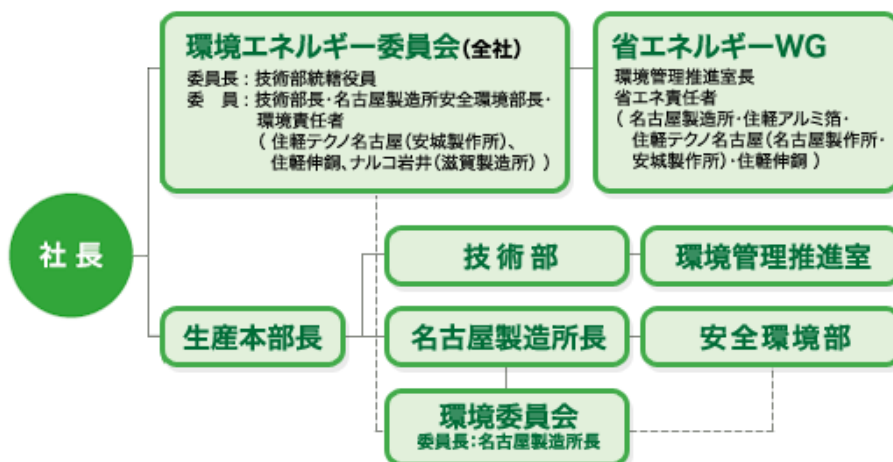 環境エネルギー委員会(全社)
委員長：技術部統轄役員
委　員：技術部長・名古屋製造所安全環境部長・
環境責任者
（ 住軽テクノ名古屋（安城製作所）、
住軽伸銅、ナルコ岩井（滋賀製造所） ）
省エネルギーWG
環境管理推進室長
省エネ責任者
（ 名古屋製造所・住軽アルミ箔・
住軽テクノ名古屋（名古屋製作所・
安城製作所）・住軽伸銅 ）
社長
技術部
環境管理推進室
生産本部長
名古屋製造所長
安全環境部
環境委員会
委員長：名古屋製造所長